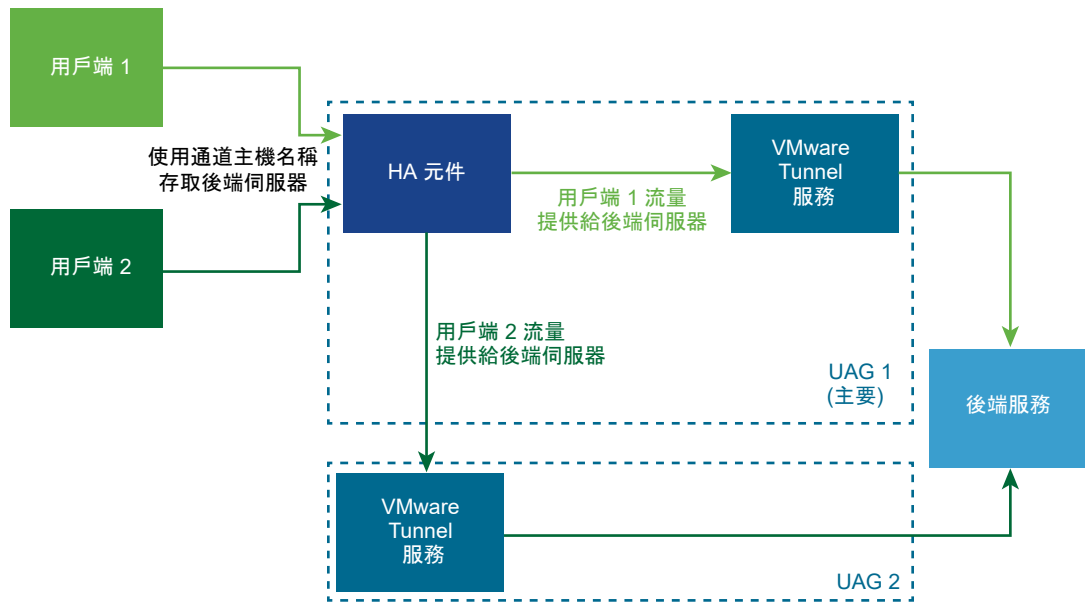 用戶端 1
使用通道主機名稱
存取後端伺服器
用戶端 2
HA 元件
用戶端 1 流量
提供給後端伺服器
VMware
Tunnel
服務
用戶端 2 流量
提供給後端伺服器
UAG 1
(主要)
後端服務
VMware
Tunnel
服務
UAG 2